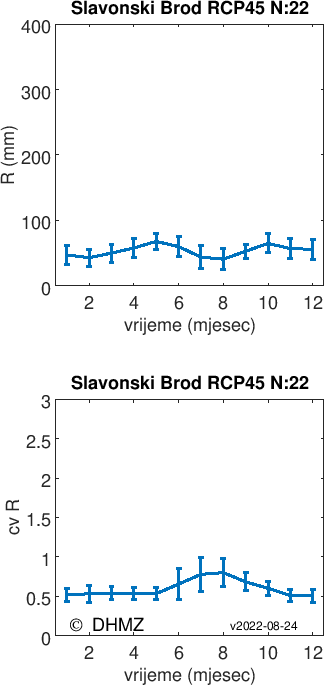 Slavonski Brod RCP45 N:22
400
300
200
100
0
R (mm)
2 4 6 8 10 12
vrijeme (mjesec)
Slavonski Brod RCP45 N:22
3
2.5
2
1.5
1
0.5
0
cv R
© DHMZ
v2022-08-24
2 4 6 8 10 12
vrijeme (mjesec)